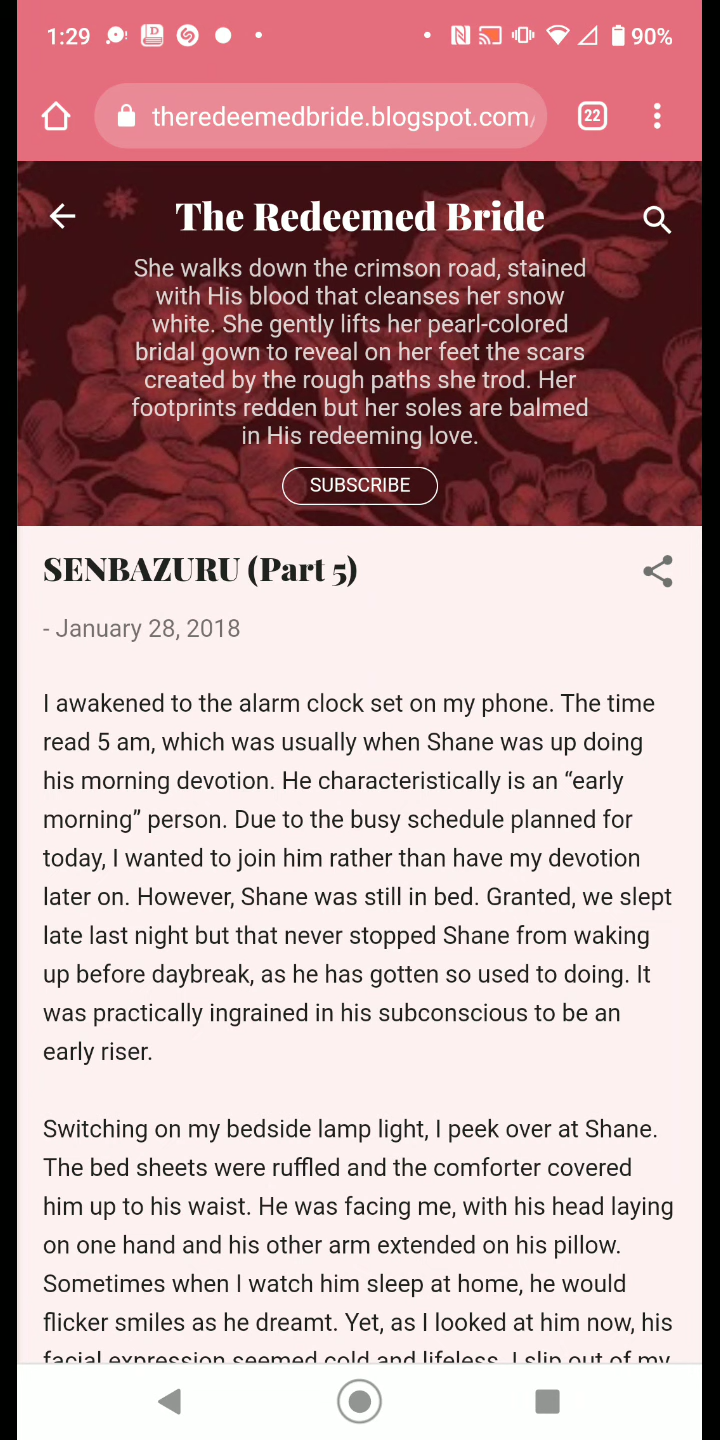 1:29
90%
theredeemedbride.blogspot.com/
22
The Redeemed Bride
She walks down the crimson road, stained
with His blood that cleanses her snow
white. She gently lifts her pearl-colored
bridal gown to reveal on her feet the scars
created by the rough paths she trod. Her
footprints redden but her soles are balmed
in His redeeming love.
SUBSCRIBE
SENBAZURU (Part 5)
- January 28, 2018
I awakened to the alarm clock set on my phone. The time
read 5 am, which was usually when Shane was up doing
his morning devotion. He characteristically is an “early
morning” person. Due to the busy schedule planned for
today, I wanted to join him rather than have my devotion
later on. However, Shane was still in bed. Granted, we slept
late last night but that never stopped Shane from waking
up before daybreak, as he has gotten so used to doing. It
was practically ingrained in his subconscious to be an
early riser.
Switching on my bedside lamp light, I peek over at Shane.
The bed sheets were ruffled and the comforter covered
him up to his waist. He was facing me, with his head laying
on one hand and his other arm extended on his pillow.
Sometimes when I watch him sleep at home, he would
flicker smiles as he dreamt. Yet, as I looked at him now, his
facial expression seemed cold and lifeless. I slip out of my